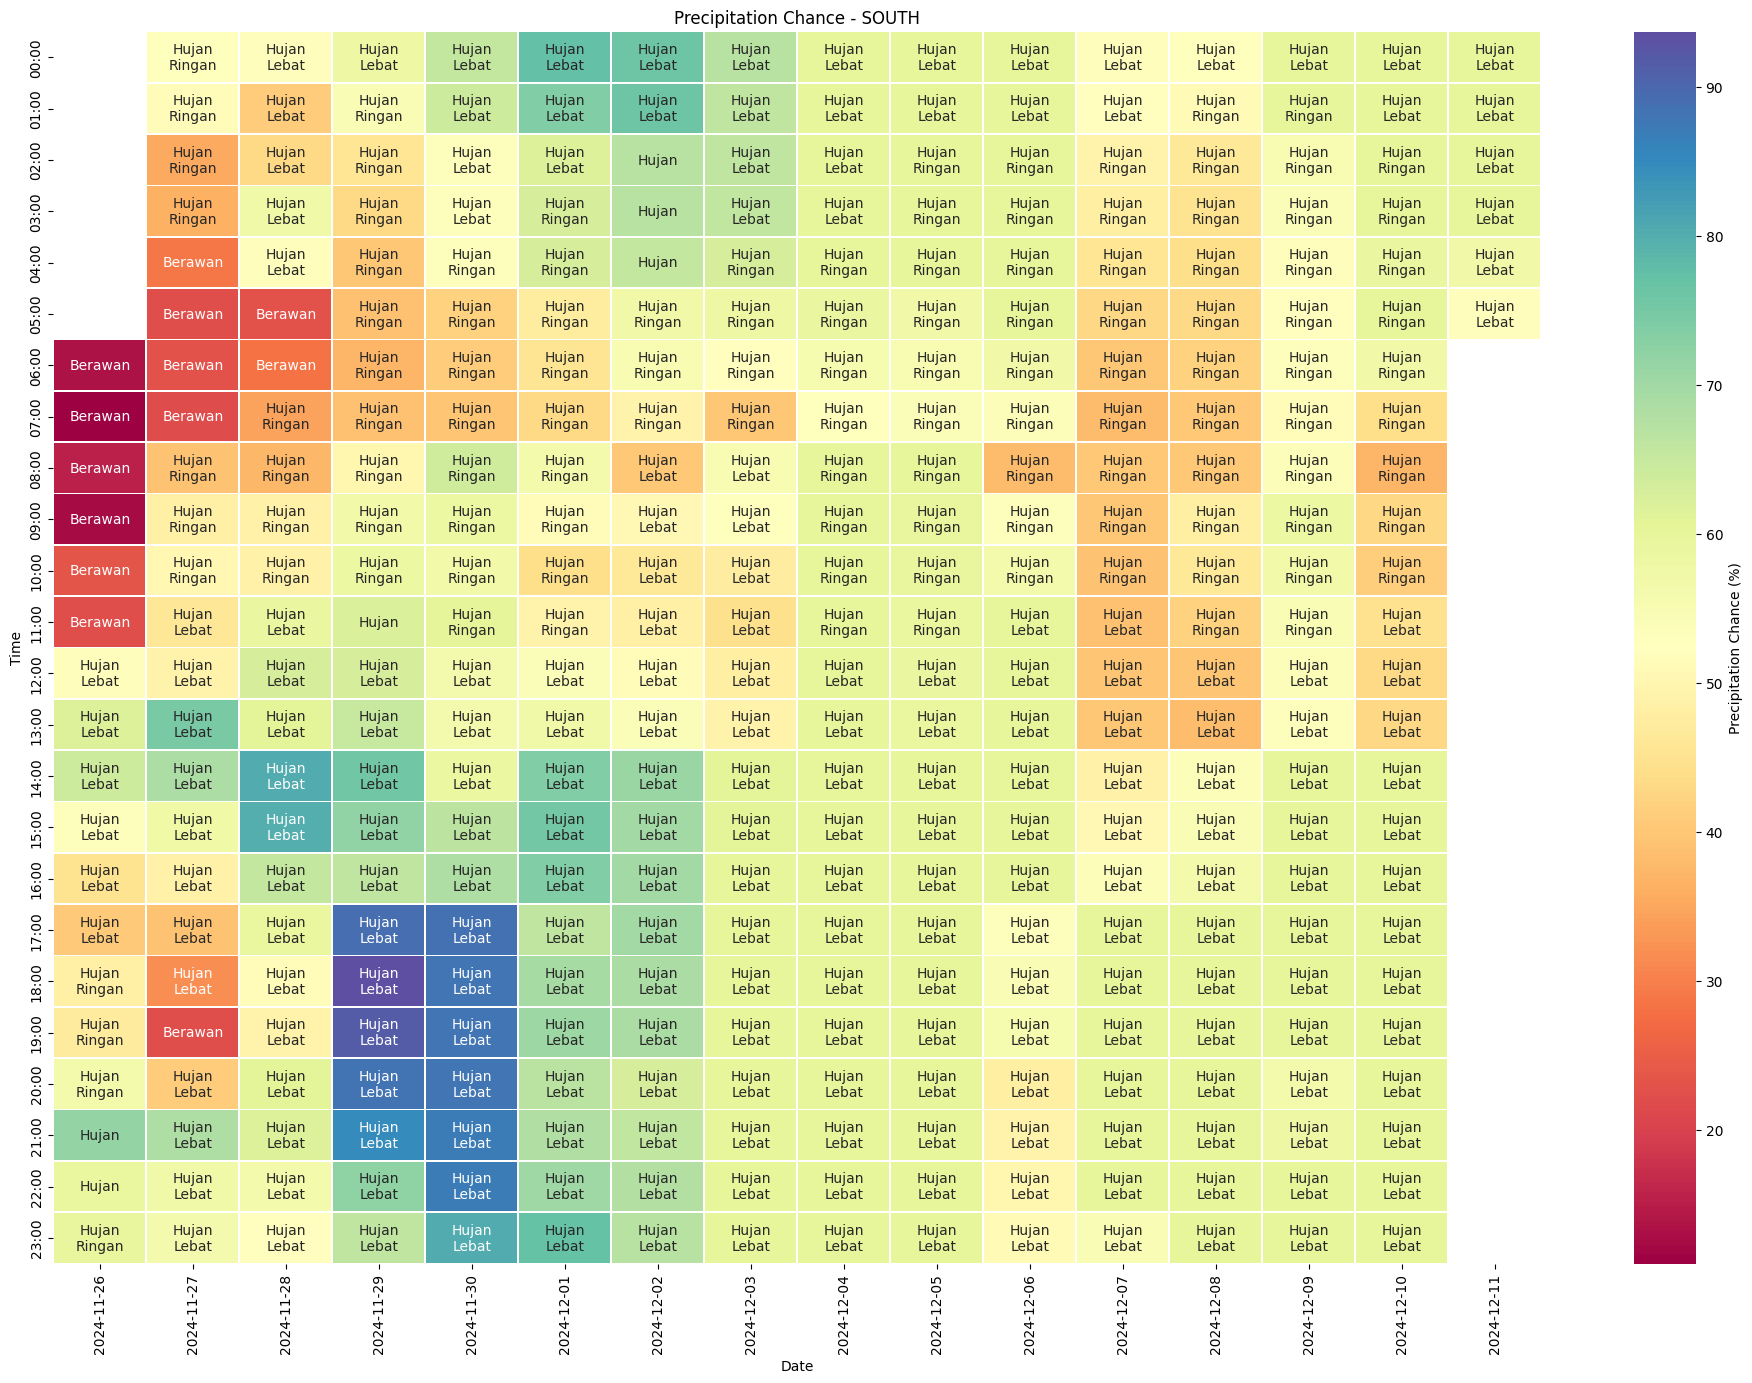 Precipitation Chance - SOUTH
00:00 Hujan Ringan Hujan Lebat Hujan Lebat Hujan Lebat Hujan Lebat Hujan Lebat Hujan Lebat Hujan Lebat Hujan Lebat Hujan Lebat Hujan Lebat Hujan Lebat Hujan Lebat Hujan Lebat Hujan Lebat
01:00 Hujan Ringan Hujan Lebat Hujan Ringan Hujan Lebat Hujan Lebat Hujan Lebat Hujan Lebat Hujan Lebat Hujan Lebat Hujan Lebat Hujan Lebat Hujan Ringan Hujan Ringan Hujan Lebat Hujan Lebat
02:00 Hujan Ringan Hujan Lebat Hujan Ringan Hujan Lebat Hujan Lebat Hujan Hujan Lebat Hujan Lebat Hujan Ringan Hujan Ringan Hujan Ringan Hujan Ringan Hujan Ringan Hujan Ringan Hujan Lebat
03:00 Hujan Ringan Hujan Lebat Hujan Ringan Hujan Lebat Hujan Ringan Hujan Hujan Lebat Hujan Lebat Hujan Ringan Hujan Ringan Hujan Ringan Hujan Ringan Hujan Ringan Hujan Ringan Hujan Lebat
04:00 Berawan Hujan Lebat Hujan Ringan Hujan Ringan Hujan Ringan Hujan Hujan Ringan Hujan Ringan Hujan Ringan Hujan Ringan Hujan Ringan Hujan Ringan Hujan Ringan Hujan Ringan Hujan Lebat
05:00 Berawan Berawan Hujan Ringan Hujan Ringan Hujan Ringan Hujan Ringan Hujan Ringan Hujan Ringan Hujan Ringan Hujan Ringan Hujan Ringan Hujan Ringan Hujan Ringan Hujan Ringan Hujan Lebat
06:00 Berawan Berawan Berawan Hujan Ringan Hujan Ringan Hujan Ringan Hujan Ringan Hujan Ringan Hujan Ringan Hujan Ringan Hujan Ringan Hujan Ringan Hujan Ringan Hujan Ringan Hujan Ringan
07:00 Berawan Berawan Hujan Ringan Hujan Ringan Hujan Ringan Hujan Ringan Hujan Ringan Hujan Ringan Hujan Ringan Hujan Ringan Hujan Ringan Hujan Ringan Hujan Ringan Hujan Ringan Hujan Ringan
08:00 Berawan Hujan Ringan Hujan Ringan Hujan Ringan Hujan Ringan Hujan Ringan Hujan Lebat Hujan Lebat Hujan Ringan Hujan Ringan Hujan Ringan Hujan Ringan Hujan Ringan Hujan Ringan Hujan Ringan
09:00 Berawan Hujan Ringan Hujan Ringan Hujan Ringan Hujan Ringan Hujan Ringan Hujan Lebat Hujan Lebat Hujan Ringan Hujan Ringan Hujan Ringan Hujan Ringan Hujan Ringan Hujan Ringan Hujan Ringan
10:00 Berawan Hujan Ringan Hujan Ringan Hujan Ringan Hujan Ringan Hujan Ringan Hujan Lebat Hujan Lebat Hujan Ringan Hujan Ringan Hujan Ringan Hujan Ringan Hujan Ringan Hujan Ringan Hujan Ringan
11:00 Berawan Hujan Lebat Hujan Lebat Hujan Hujan Ringan Hujan Ringan Hujan Lebat Hujan Lebat Hujan Ringan Hujan Ringan Hujan Lebat Hujan Lebat Hujan Ringan Hujan Ringan Hujan Lebat
12:00 Hujan Lebat Hujan Lebat Hujan Lebat Hujan Lebat Hujan Lebat Hujan Lebat Hujan Lebat Hujan Lebat Hujan Lebat Hujan Lebat Hujan Lebat Hujan Lebat Hujan Lebat Hujan Lebat Hujan Lebat
13:00 Hujan Lebat Hujan Lebat Hujan Lebat Hujan Lebat Hujan Lebat Hujan Lebat Hujan Lebat Hujan Lebat Hujan Lebat Hujan Lebat Hujan Lebat Hujan Lebat Hujan Lebat Hujan Lebat Hujan Lebat
14:00 Hujan Lebat Hujan Lebat Hujan Lebat Hujan Lebat Hujan Lebat Hujan Lebat Hujan Lebat Hujan Lebat Hujan Lebat Hujan Lebat Hujan Lebat Hujan Lebat Hujan Lebat Hujan Lebat Hujan Lebat
15:00 Hujan Lebat Hujan Lebat Hujan Lebat Hujan Lebat Hujan Lebat Hujan Lebat Hujan Lebat Hujan Lebat Hujan Lebat Hujan Lebat Hujan Lebat Hujan Lebat Hujan Lebat Hujan Lebat Hujan Lebat
16:00 Hujan Lebat Hujan Lebat Hujan Lebat Hujan Lebat Hujan Lebat Hujan Lebat Hujan Lebat Hujan Lebat Hujan Lebat Hujan Lebat Hujan Lebat Hujan Lebat Hujan Lebat Hujan Lebat Hujan Lebat
17:00 Hujan Lebat Hujan Lebat Hujan Lebat Hujan Lebat Hujan Lebat Hujan Lebat Hujan Lebat Hujan Lebat Hujan Lebat Hujan Lebat Hujan Lebat Hujan Lebat Hujan Lebat Hujan Lebat Hujan Lebat
18:00 Hujan Ringan Hujan Lebat Hujan Lebat Hujan Lebat Hujan Lebat Hujan Lebat Hujan Lebat Hujan Lebat Hujan Lebat Hujan Lebat Hujan Lebat Hujan Lebat Hujan Lebat Hujan Lebat Hujan Lebat
19:00 Hujan Ringan Berawan Hujan Lebat Hujan Lebat Hujan Lebat Hujan Lebat Hujan Lebat Hujan Lebat Hujan Lebat Hujan Lebat Hujan Lebat Hujan Lebat Hujan Lebat Hujan Lebat Hujan Lebat
20:00 Hujan Ringan Hujan Lebat Hujan Lebat Hujan Lebat Hujan Lebat Hujan Lebat Hujan Lebat Hujan Lebat Hujan Lebat Hujan Lebat Hujan Lebat Hujan Lebat Hujan Lebat Hujan Lebat Hujan Lebat
21:00 Hujan Hujan Lebat Hujan Lebat Hujan Lebat Hujan Lebat Hujan Lebat Hujan Lebat Hujan Lebat Hujan Lebat Hujan Lebat Hujan Lebat Hujan Lebat Hujan Lebat Hujan Lebat Hujan Lebat
22:00 Hujan Hujan Lebat Hujan Lebat Hujan Lebat Hujan Lebat Hujan Lebat Hujan Lebat Hujan Lebat Hujan Lebat Hujan Lebat Hujan Lebat Hujan Lebat Hujan Lebat Hujan Lebat Hujan Lebat
23:00 Hujan Ringan Hujan Lebat Hujan Lebat Hujan Lebat Hujan Lebat Hujan Lebat Hujan Lebat Hujan Lebat Hujan Lebat Hujan Lebat Hujan Lebat Hujan Lebat Hujan Lebat Hujan Lebat Hujan Lebat
Time
2024-11-26 2024-11-27 2024-11-28 2024-11-29 2024-11-30 2024-12-01 2024-12-02 2024-12-03 2024-12-04 2024-12-05 2024-12-06 2024-12-07 2024-12-08 2024-12-09 2024-12-10 2024-12-11
Date
90
80
70
60
50
40
30
20
Precipitation Chance (%)